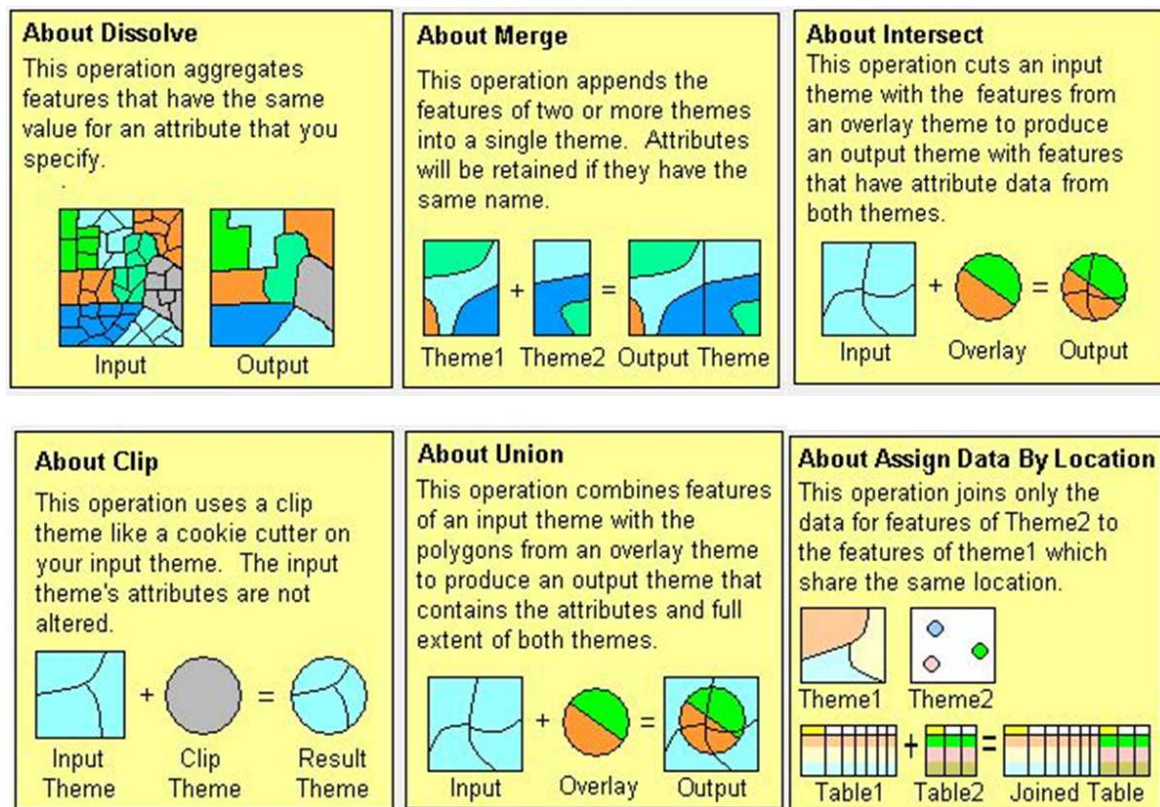 About Dissolve
This operation aggregates
features that have the same
value for an attribute that you
specify.
Input
Output
About Merge
This operation appends the
features of two or more themes
into a single theme. Attributes
will be retained if they have the
same name.
+
=
Theme1 Theme2 Output Theme
About Intersect
This operation cuts an input
theme with the features from
an overlay theme to produce
an output theme with features
that have attribute data from
both themes.
+
=
Input Overlay Output
About Clip
This operation uses a clip
theme like a cookie cutter on
your input theme. The input
theme's attributes are not
altered.
+
=
Input Clip Result
Theme Theme Theme
About Union
This operation combines features
of an input theme with the
polygons from an overlay theme
to produce an output theme that
contains the attributes and full
extent of both themes.
+
=
Input Overlay Output
About Assign Data By Location
This operation joins only the
data for features of Theme2 to
the features of theme1 which
share the same location.
Theme1 Theme2
+
=
Table1 Table2 Joined Table